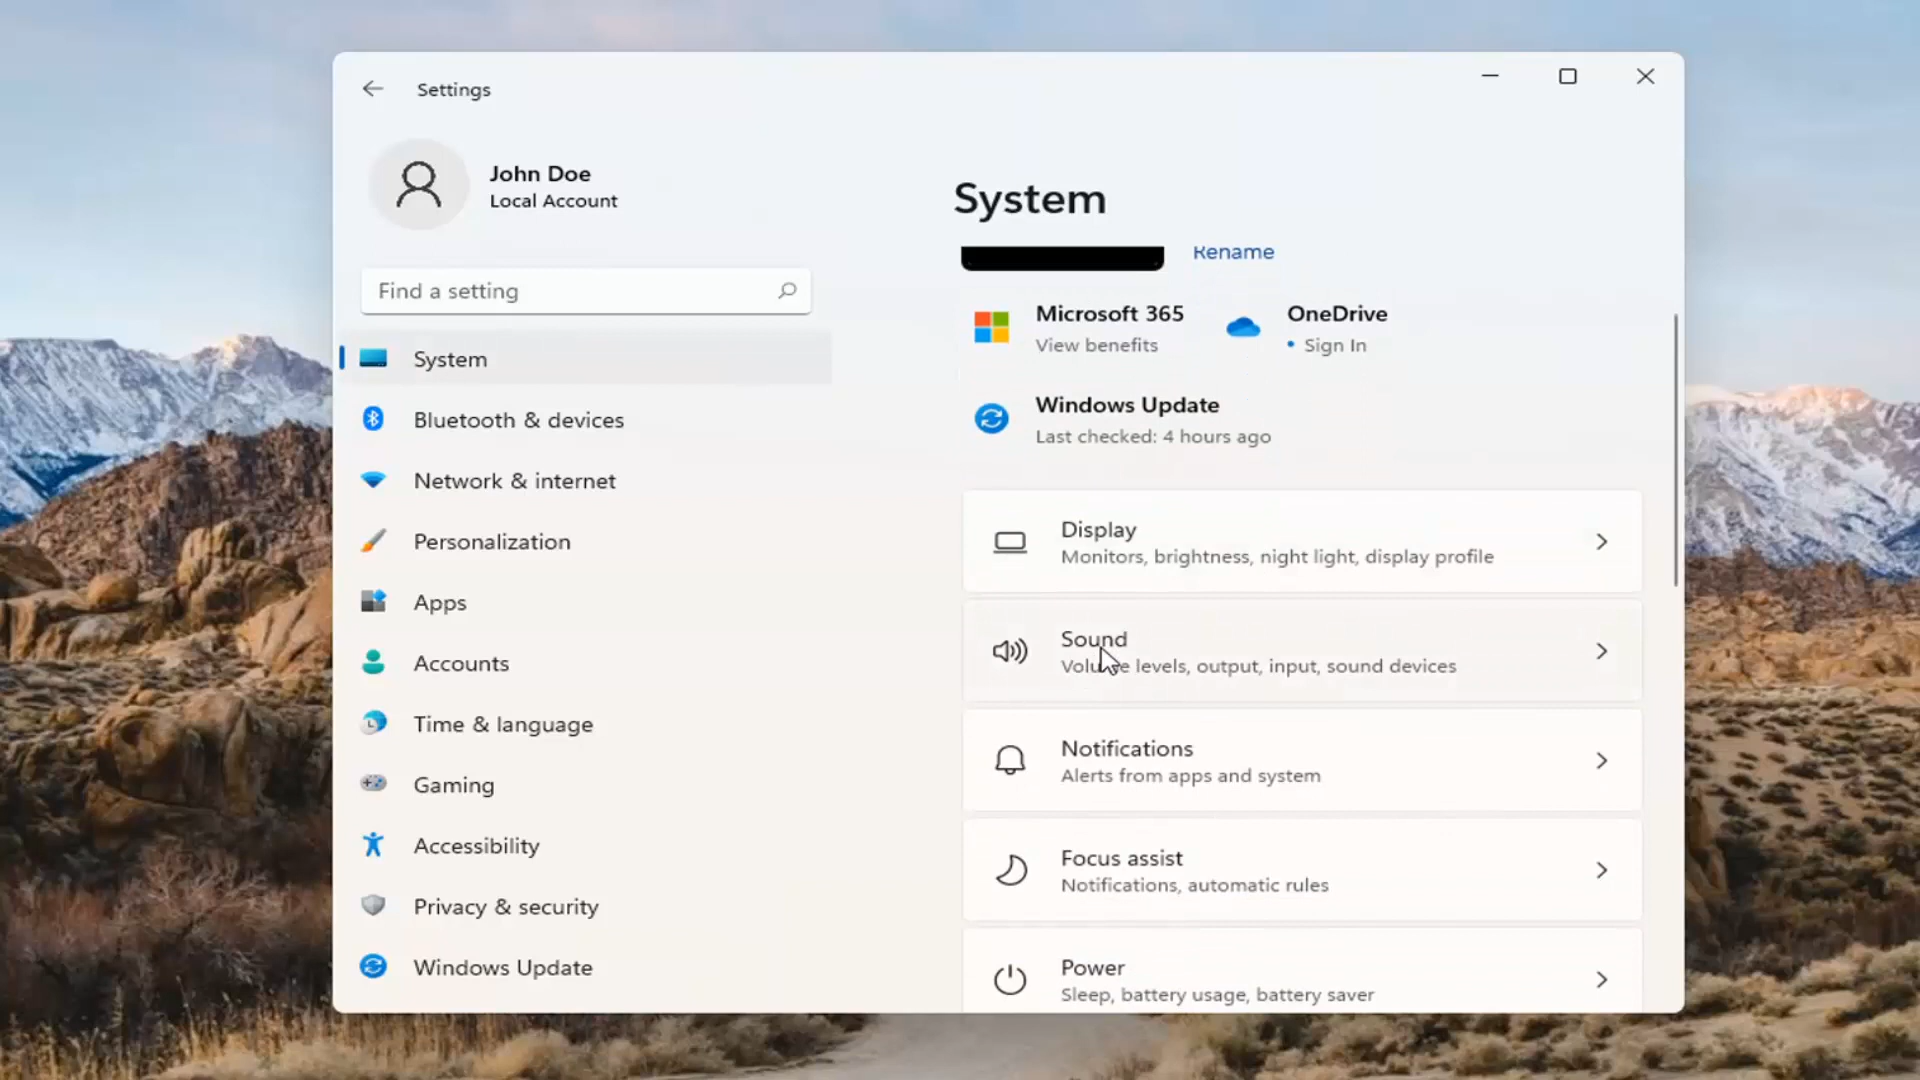 Settings
John Doe
Local Account
Find a setting
System
Bluetooth & devices
Network & internet
Personalization
Apps
Accounts
Time & language
Gaming
Accessibility
Privacy & security
Windows Update
System
Rename
Microsoft 365
View benefits
OneDrive
• Sign In
Windows Update
Last checked: 4 hours ago
Display
Monitors, brightness, night light, display profile
Sound
Volume levels, output, input, sound devices
Notifications
Alerts from apps and system
Focus assist
Notifications, automatic rules
Power
Sleep, battery usage, battery saver